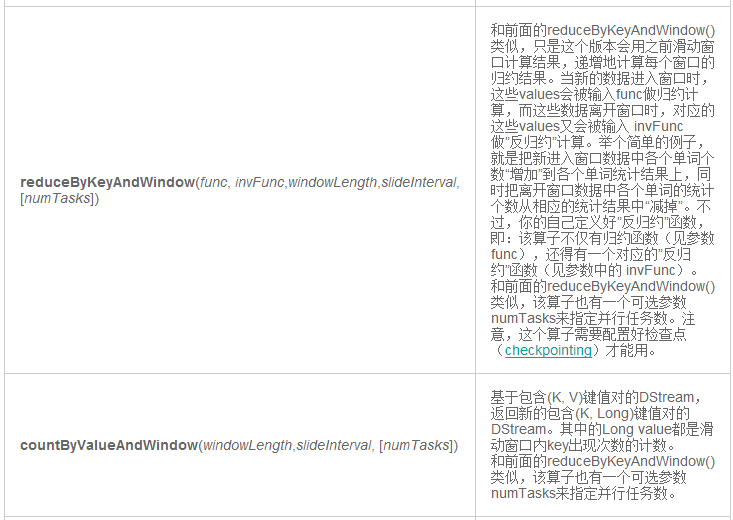 和前面的reduceByKeyAndWindow()
类似，只是这个版本会用之前滑动窗
口计算结果，递增地计算每个窗口的
归约结果。当新的数据进入窗口时，
这些values会被输入func做归约计
算，而这些数据离开窗口时，对应的
这些values又会被输入 invFunc
做”反归约”计算。举个简单的例子，
就是把新进入窗口数据中各个单词个
数“增加”到各个单词统计结果上，同
时把离开窗口数据中各个单词的统计
个数从相应的统计结果中“减掉”。不
过，你的自己定义好”反归约”函数，
即：该算子不仅有归约函数（见参数
func），还得有一个对应的”反归
约”函数（见参数中的 invFunc）。
和前面的reduceByKeyAndWindow()
类似，该算子也有一个可选参数
numTasks来指定并行任务数。注
意，这个算子需要配置好检查点
（checkpointing）才能用。
reduceByKeyAndWindow(func, invFunc,windowLength,slideInterval,
[numTasks])
countByValueAndWindow(windowLength,slideInterval, [numTasks])
基于包含(K, V)键值对的DStream，
返回新的包含(K, Long)键值对的
DStream。其中的Long value都是滑
动窗口内key出现次数的计数。
和前面的reduceByKeyAndWindow()
类似，该算子也有一个可选参数
numTasks来指定并行任务数。